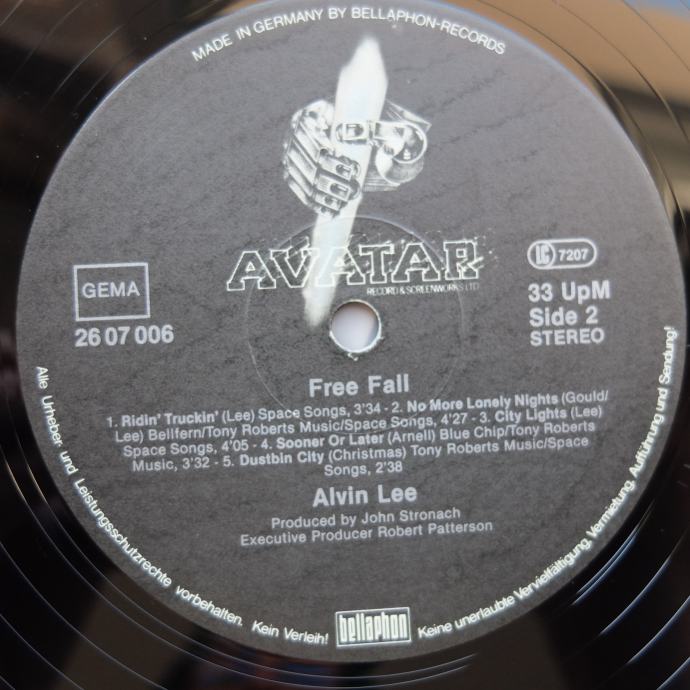 MADE IN GERMANY BY BELLAPHON-RECORDS
AVATAR
RECORD & SCREENWORKS LTD
GEMA
26 07 006
LC 7207
33 UpM
Side 2
STEREO
Free Fall
1. Ridin' Truckin' (Lee) Space Songs, 3'34 - 2. No More Lonely Nights (Gould/
Lee) Bellfern/Tony Roberts Music/Space Songs, 4'27 - 3. City Lights (Lee)
Space Songs, 4'05 - 4. Sooner Or Later (Arnell) Blue Chip/Tony Roberts
Music, 3'32 - 5. Dustbin City (Christmas) Tony Roberts Music/Space
Songs, 2'38
Alvin Lee
Produced by John Stronach
Executive Producer Robert Patterson
Alle Urheber- und Leistungsschutzrechte vorbehalten. Kein Verleih! Keine unerlaubte Vervielfältigung, Vermietung, Aufführung und Sendung!
bellaphon